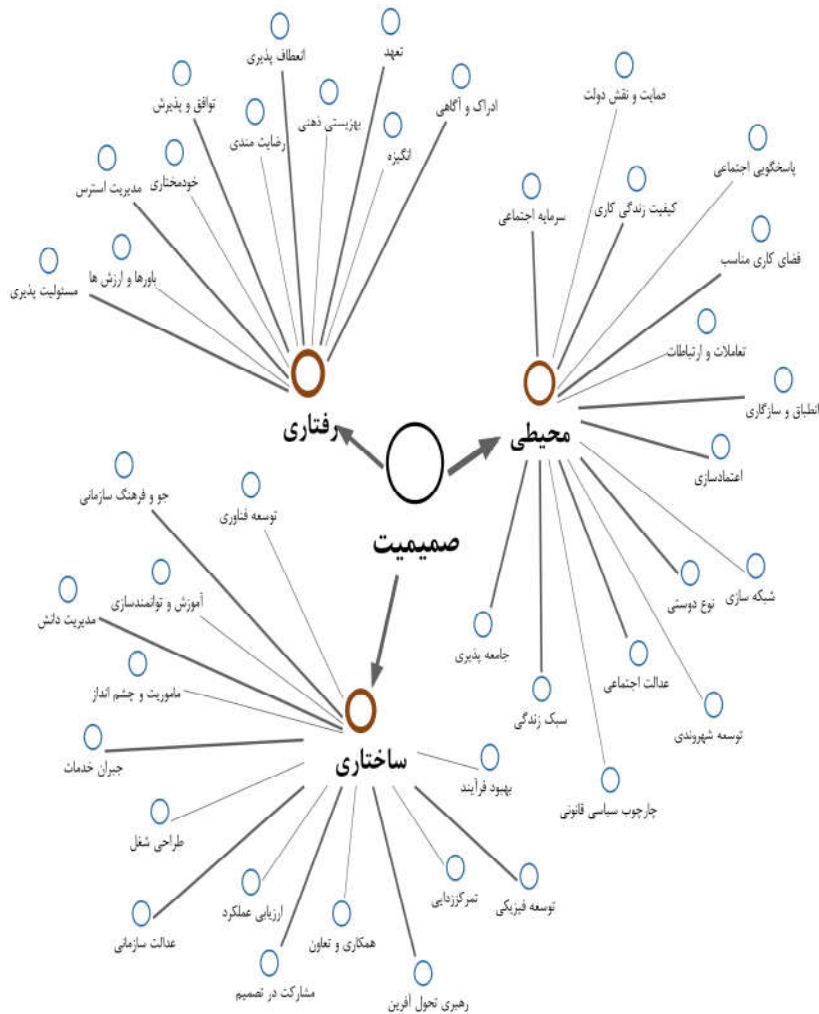 صمیمیت
رفتاری
تعهد
انعطاف پذیری
ادراک و آگاهی
توافق و پذیرش
بهزیستی ذهنی
رضایت مندی
انگیزه
خودمختاری
مدیریت استرس
باورها و ارزش ها
مسئولیت پذیری
محیطی
حمایت و نقش دولت
پاسخگویی اجتماعی
کیفیت زندگی کاری
سرمایه اجتماعی
فضای کاری مناسب
تعاملات و ارتباطات
انطباق و سازگاری
اعتمادسازی
شبکه سازی
نوع دوستی
جامعه پذیری
عدالت اجتماعی
سبک زندگی
توسعه شهروندی
چارچوب سیاسی قانونی
ساختاری
جو و فرهنگ سازمانی
توسعه فناوری
آموزش و توانمندسازی
مدیریت دانش
ماموریت و چشم انداز
جبران خدمات
بهبود فرآیند
طراحی شغل
تمرکززدایی
توسعه فیزیکی
ارزیابی عملکرد
همکاری و تعاون
عدالت سازمانی
مشارکت در تصمیم
رهبری تحول آفرین